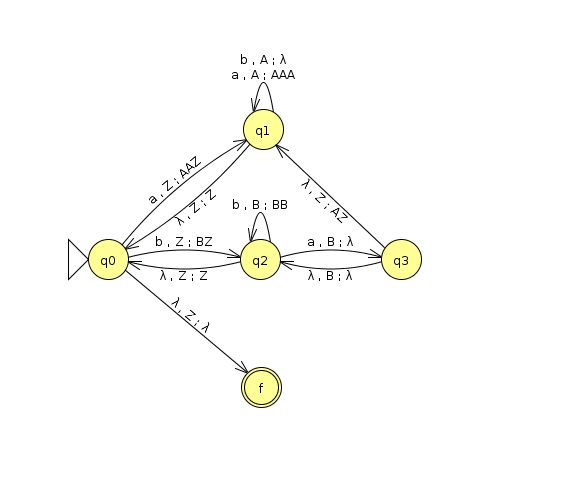 b , A ; λ
a , A ; AAA
q1
a , Z ; AAZ
λ , Z ; Z
λ , Z ; AZ
b , B ; BB
b , Z ; BZ
a , B ; λ
q0
q2
q3
λ , Z ; Z
λ , B ; λ
λ , Z ; λ
f